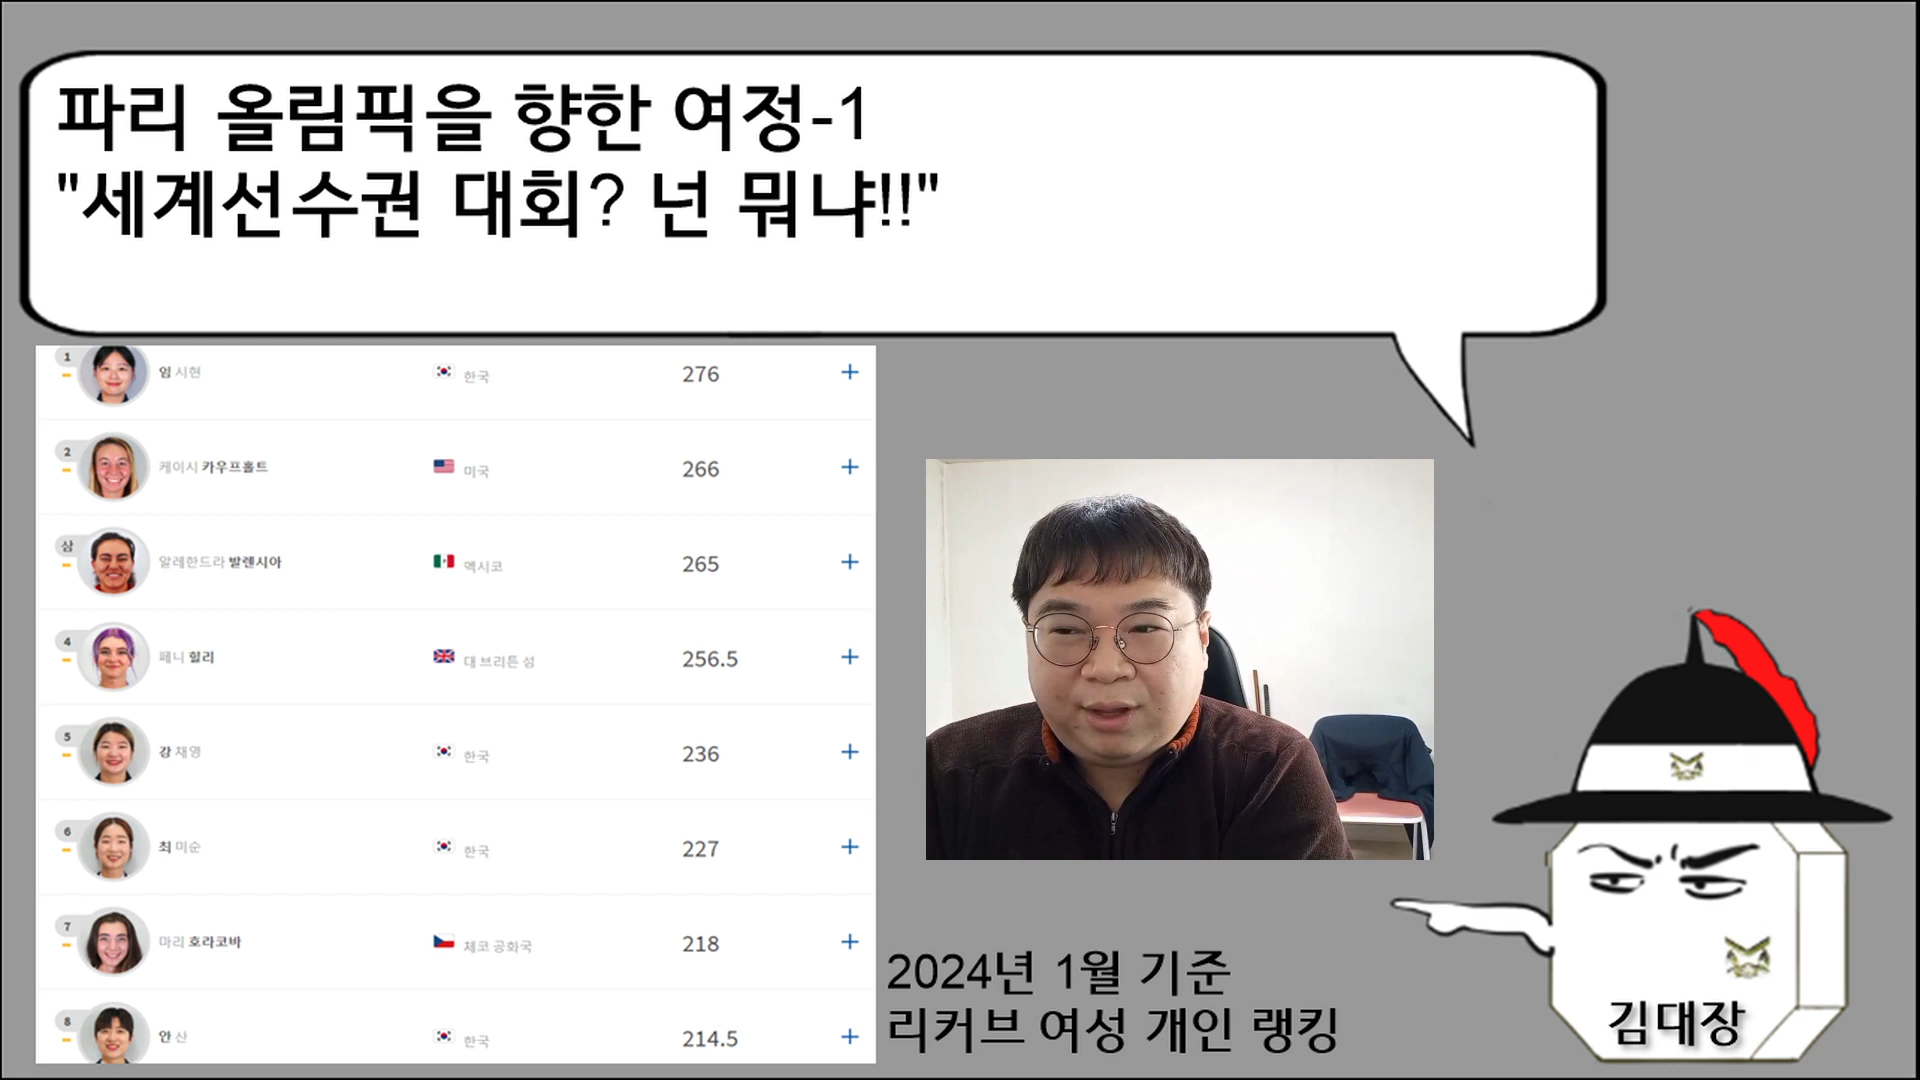 파리 올림픽을 향한 여정-1
"세계선수권 대회? 넌 뭐냐!!"
1 임 시현 한국 276 +
2 케이시 카우프홀트 미국 266 +
삼 알레한드라 발렌시아 멕시코 265 +
4 페니 힐리 대 브리튼 섬 256.5 +
5 강 채영 한국 236 +
6 최 미순 한국 227 +
7 마리 호라코바 체코 공화국 218 +
8 안 산 한국 214.5 +
2024년 1월 기준
리커브 여성 개인 랭킹
김대장